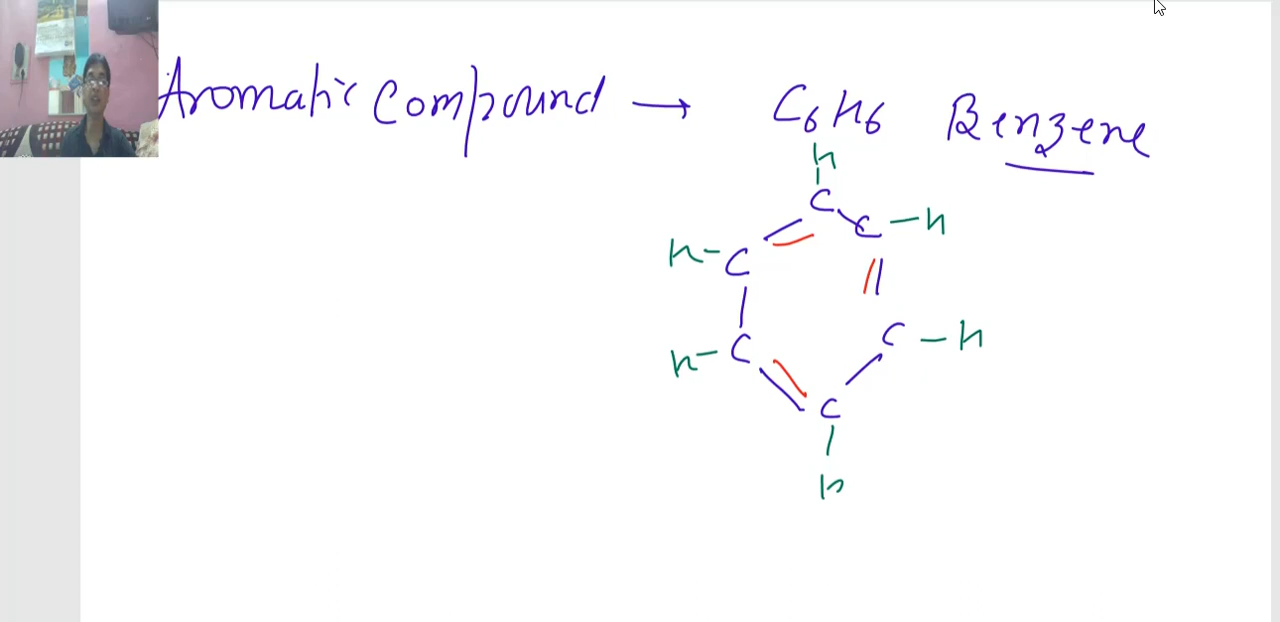 Aromatic Compound → C6H6 Benzene
H
C
C - H
H - C
C - H
H - C
C
H